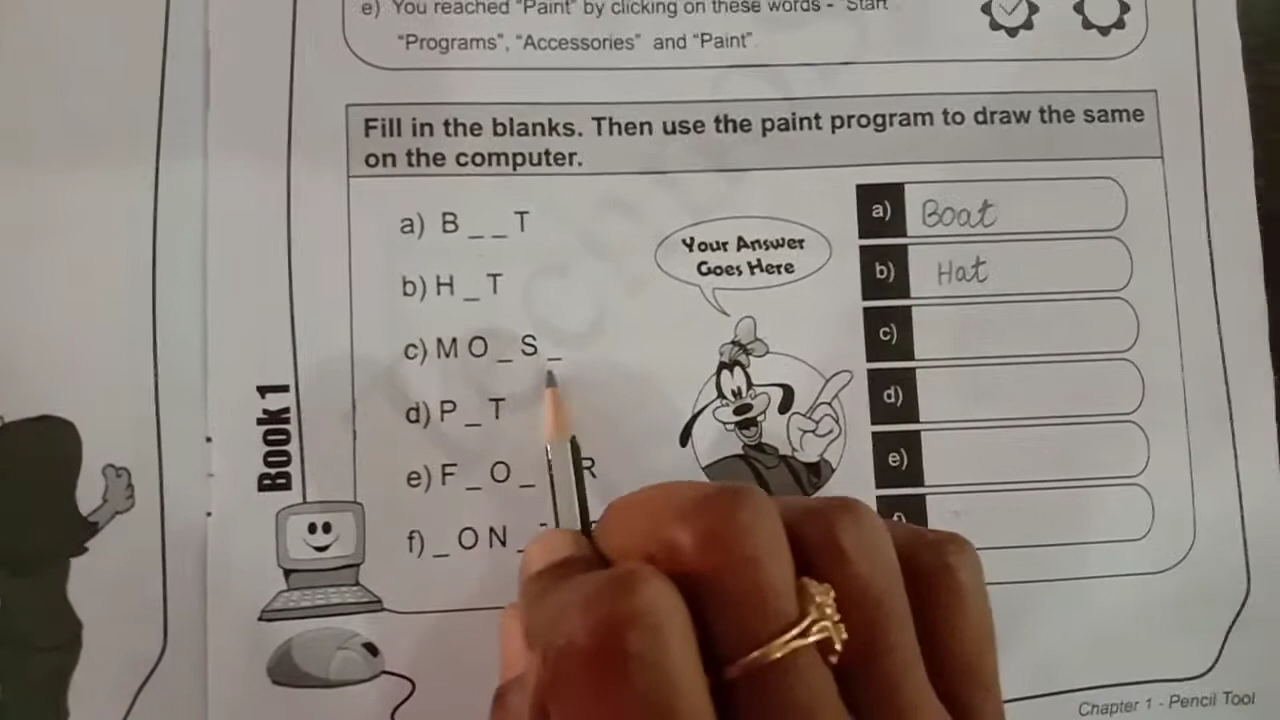 e) You reached "Paint" by clicking on these words - "Start"
"Programs", "Accessories" and "Paint"
Fill in the blanks. Then use the paint program to draw the same
on the computer.
a) B _ _ T
b) H _ T
c) M O _ S _
d) P _ T
e) F _ O _ R
f) _ O N _
Your Answer
Goes Here
a) Boat
b) Hat
c)
d)
e)
Book 1
Chapter 1 - Pencil Tool